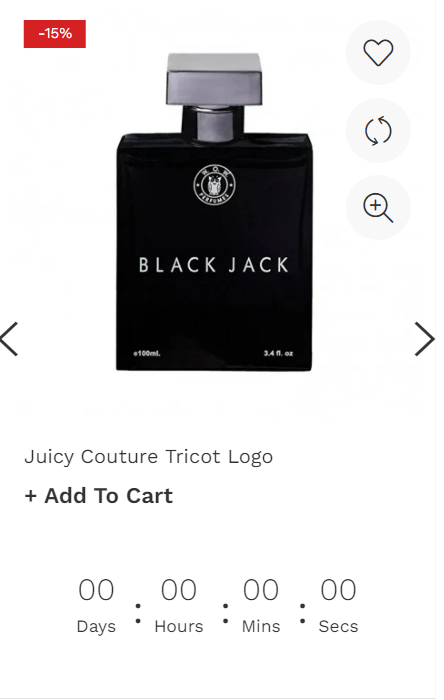 -15%
WOW
PERFUMES
BLACK JACK
e100ml.
3.4 fl. oz
Juicy Couture Tricot Logo
+ Add To Cart
00 : 00 : 00 : 00
Days Hours Mins Secs